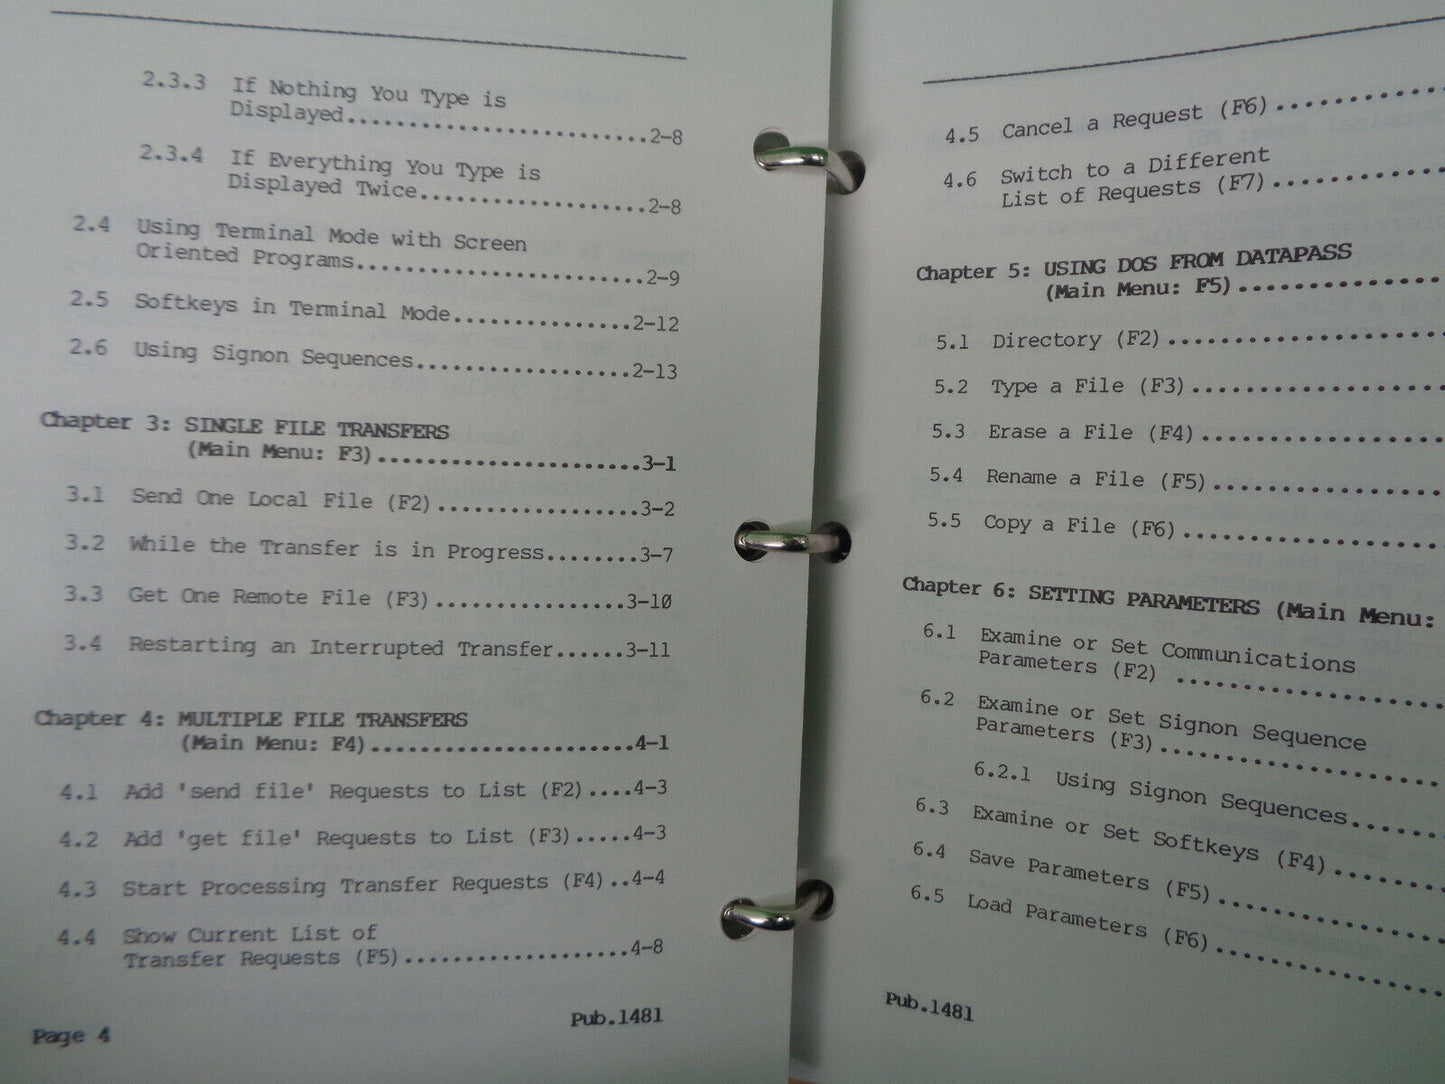 2.3.3 If Nothing You Type is
Displayed........................2-8
2.3.4 If Everything You Type is
Displayed Twice..................2-8
2.4 Using Terminal Mode with Screen
Oriented Programs.......................2-9
2.5 Softkeys in Terminal Mode..............2-12
2.6 Using Signon Sequences.................2-13
Chapter 3: SINGLE FILE TRANSFERS
(Main Menu: F3)......................3-1
3.1 Send One Local File (F2)................3-2
3.2 While the Transfer is in Progress.......3-7
3.3 Get One Remote File (F3)...............3-10
3.4 Restarting an Interrupted Transfer.....3-11
Chapter 4: MULTIPLE FILE TRANSFERS
(Main Menu: F4)......................4-1
4.1 Add 'send file' Requests to List (F2)....4-3
4.2 Add 'get file' Requests to List (F3).....4-3
4.3 Start Processing Transfer Requests (F4)..4-4
4.4 Show Current List of
Transfer Requests (F5)...................4-8
Page 4 Pub.1481
4.5 Cancel a Request (F6)............
4.6 Switch to a Different
List of Requests (F7)............
Chapter 5: USING DOS FROM DATAPASS
(Main Menu: F5)..............
5.1 Directory (F2)...................
5.2 Type a File (F3).................
5.3 Erase a File (F4)................
5.4 Rename a File (F5)...............
5.5 Copy a File (F6).................
Chapter 6: SETTING PARAMETERS (Main Menu:
6.1 Examine or Set Communications
Parameters (F2) .................
6.2 Examine or Set Signon Sequence
Parameters (F3)..................
6.2.1 Using Signon Sequences.......
6.3 Examine or Set Softkeys (F4).........
6.4 Save Parameters (F5).................
6.5 Load Parameters (F6).................
Pub.1481